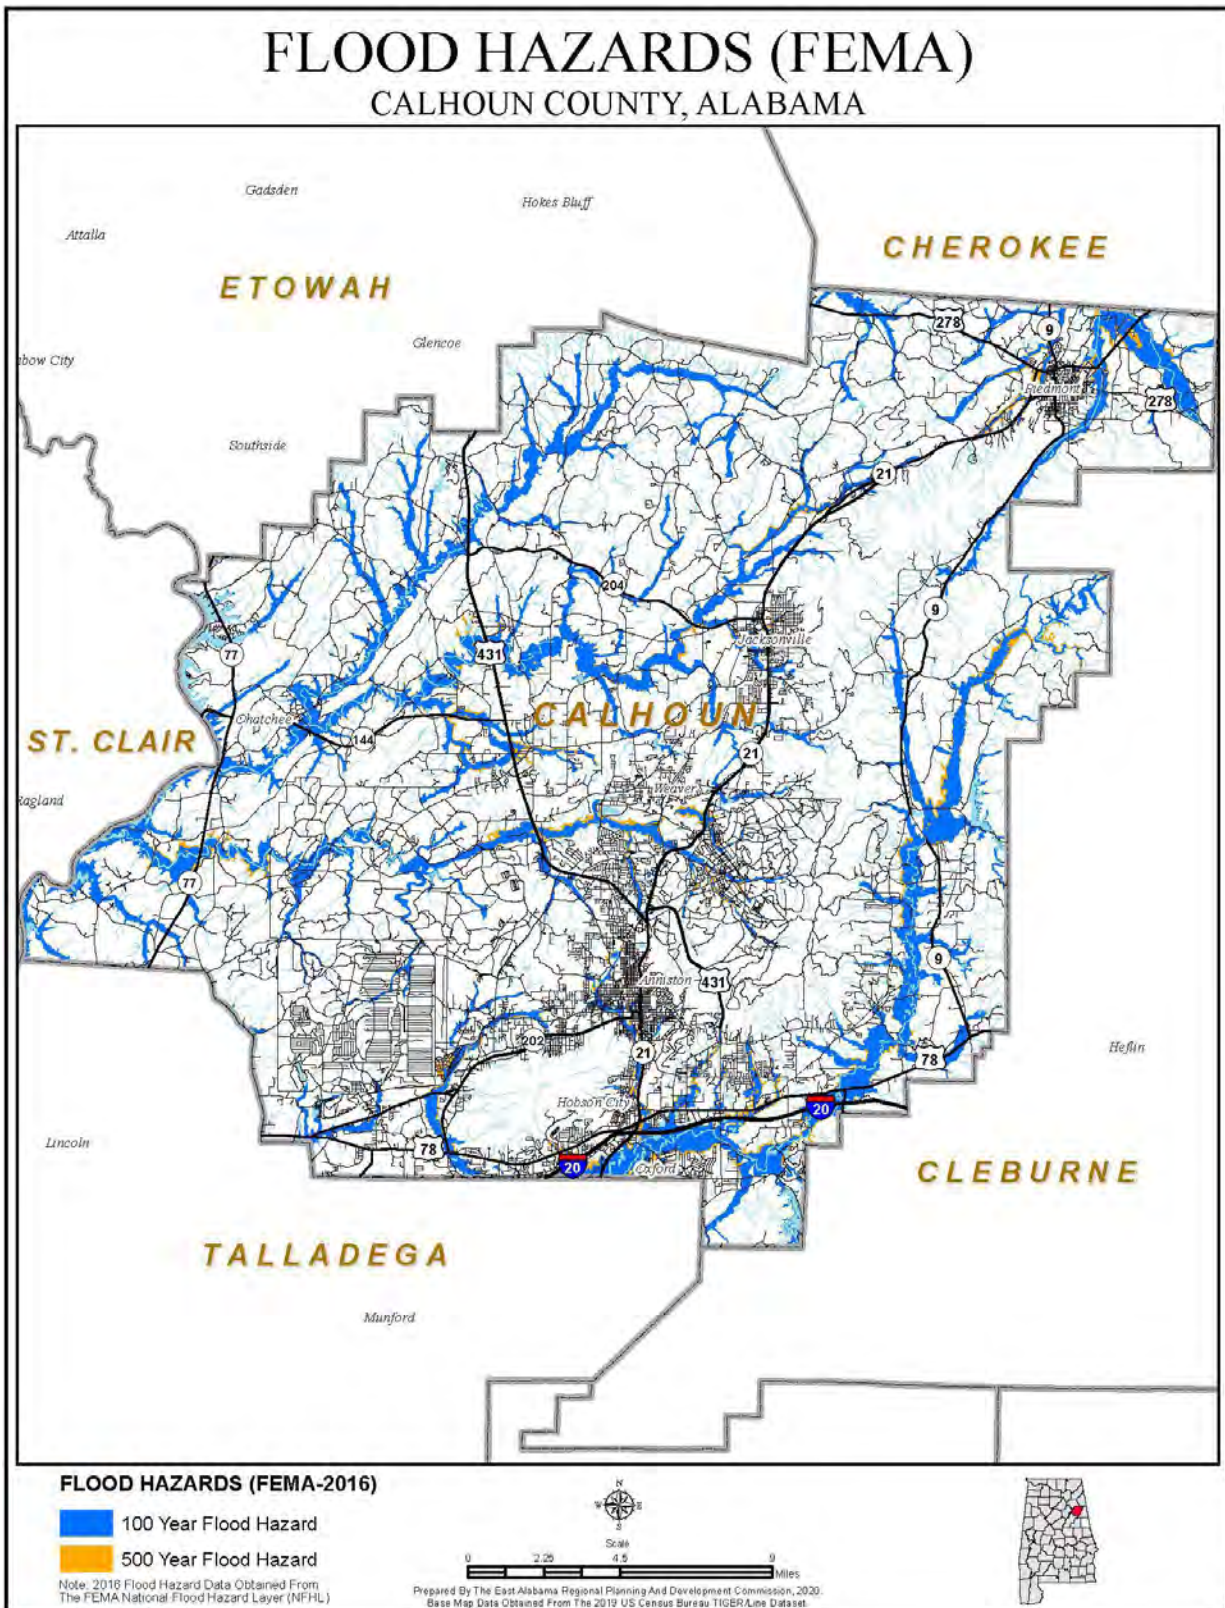 FLOOD HAZARDS (FEMA)
CALHOUN COUNTY, ALABAMA
Gadsden
Hokes Bluff
Attalla
CHEROKEE
ETOWAH
278
9
Glencoe
bow City
Piedmont
278
Southside
21
204
9
Jacksonville
77
431
CALHOUN
Ohatchee
144
ST. CLAIR
21
Weaver
Ragland
77
9
Anniston
431
202
21
78
Heflin
Hobson City
20
Lincoln
78
20
Oxford
CLEBURNE
TALLADEGA
Munford
FLOOD HAZARDS (FEMA-2016)
100 Year Flood Hazard
500 Year Flood Hazard
Note: 2016 Flood Hazard Data Obtained From
The FEMA National Flood Hazard Layer (NFHL)
N
W E
S
Scale
0 2.25 4.5 9
Miles
Prepared By The East Alabama Regional Planning And Development Commission, 2020.
Base Map Data Obtained From The 2019 US Census Bureau TIGER/Line Dataset.